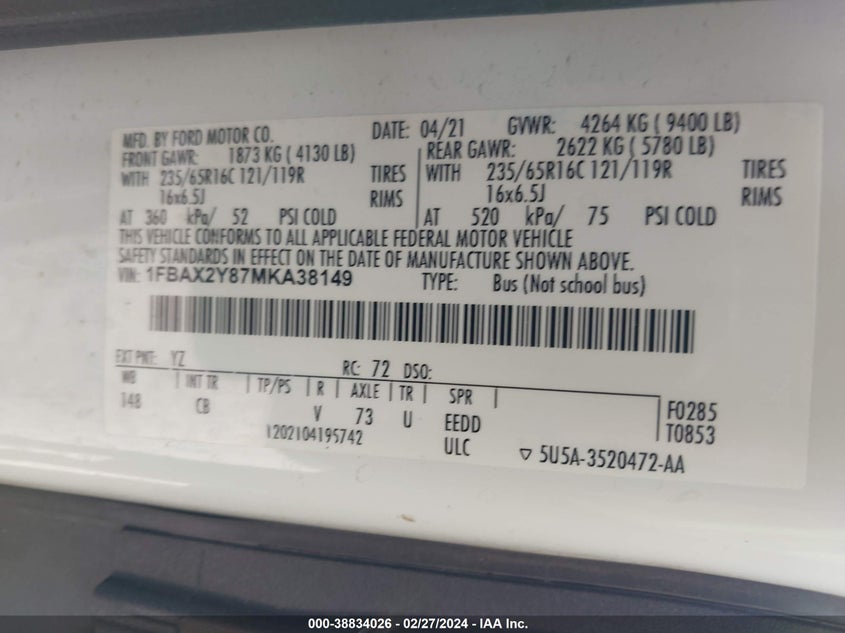 MFD. BY FORD MOTOR CO. DATE: 04/21 GVWR: 4264 KG ( 9400 LB)
FRONT GAWR: 1873 KG ( 4130 LB) REAR GAWR: 2622 KG ( 5780 LB)
WITH 235/65R16C 121/119R TIRES WITH 235/65R16C 121/119R TIRES
16x6.5J RIMS 16x6.5J RIMS
AT 360 kPa/ 52 PSI COLD AT 520 kPa/ 75 PSI COLD
THIS VEHICLE CONFORMS TO ALL APPLICABLE FEDERAL MOTOR VEHICLE
SAFETY STANDARDS IN EFFECT ON THE DATE OF MANUFACTURE SHOWN ABOVE.
VIN: 1FBAX2Y87MKA38149 TYPE: Bus (Not school bus)
EXT PNT: YZ RC: 72 DSO:
WB INT TR TP/PS R AXLE TR SPR
148 CB V 73 U EEDD
F0285
T0853
1202104195742 ULC
▽ 5U5A-3520472-AA
000-38834026 - 02/27/2024 - IAA Inc.